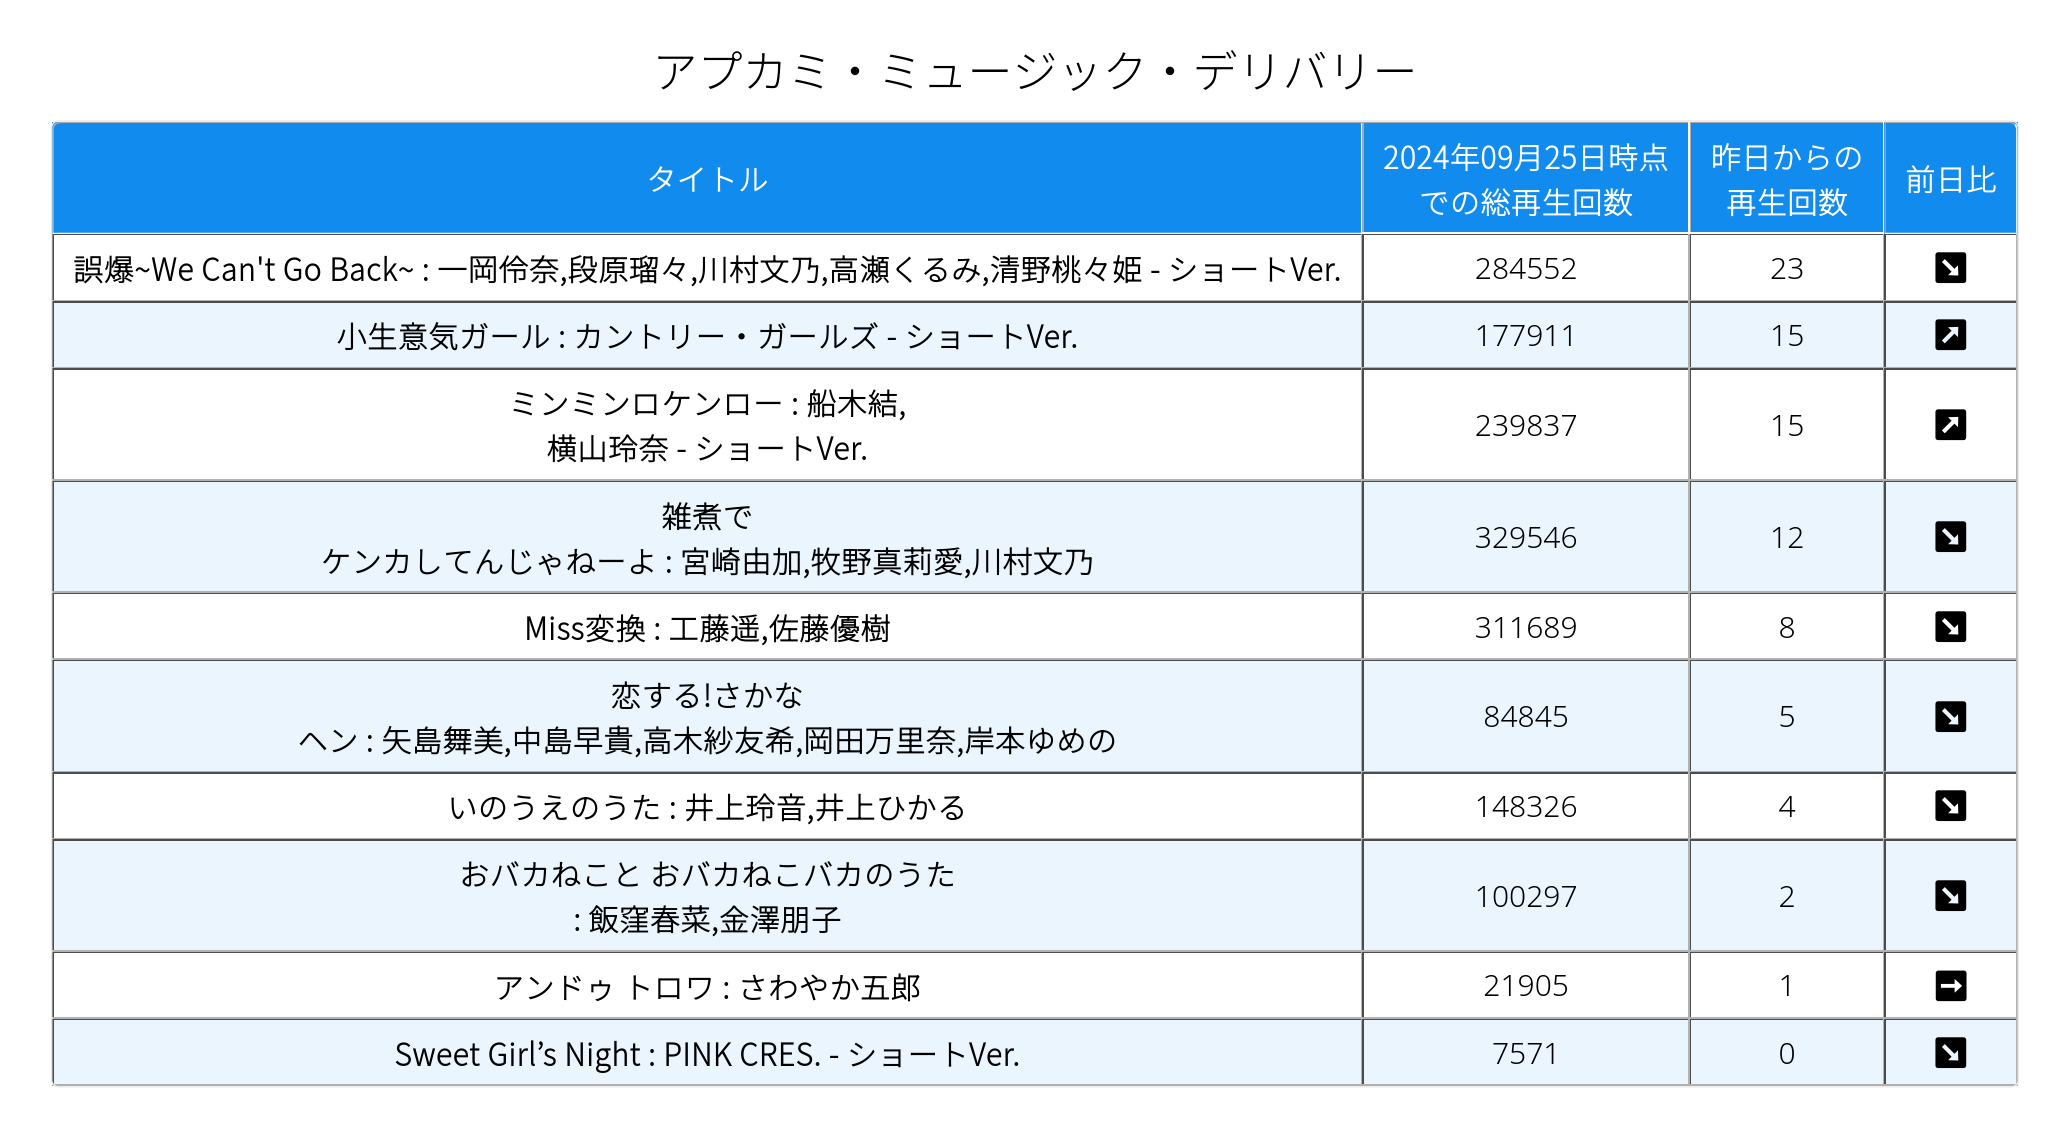 アプカミ・ミュージック・デリバリー
タイトル
2024年09月25日時点
での総再生回数
昨日からの
再生回数
前日比
誤爆~We Can't Go Back~ : 一岡伶奈,段原瑠々,川村文乃,高瀬くるみ,清野桃々姫 - ショートVer.
284552
23
小生意気ガール : カントリー・ガールズ - ショートVer.
177911
15
ミンミンロケンロー : 船木結,
横山玲奈 - ショートVer.
239837
15
雑煮で
ケンカしてんじゃねーよ : 宮崎由加,牧野真莉愛,川村文乃
329546
12
Miss変換 : 工藤遥,佐藤優樹
311689
8
恋する!さかな
ヘン : 矢島舞美,中島早貴,高木紗友希,岡田万里奈,岸本ゆめの
84845
5
いのうえのうた : 井上玲音,井上ひかる
148326
4
おバカねこと おバカねこバカのうた
: 飯窪春菜,金澤朋子
100297
2
アンドゥ トロワ : さわやか五郎
21905
1
Sweet Girl’s Night : PINK CRES. - ショートVer.
7571
0